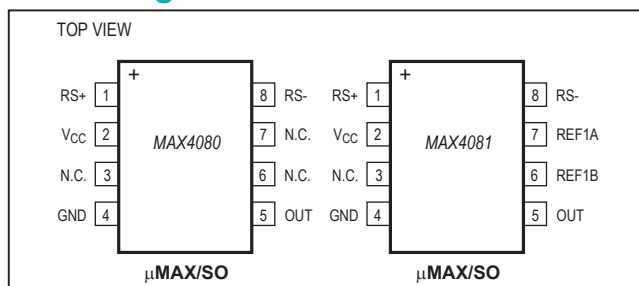 TOP VIEW
+ +
RS+ 1 8 RS- RS+ 1 8 RS-
VCC 2 MAX4080 7 N.C. VCC 2 MAX4081 7 REF1A
N.C. 3 6 N.C. N.C. 3 6 REF1B
GND 4 5 OUT GND 4 5 OUT
μMAX/SO μMAX/SO